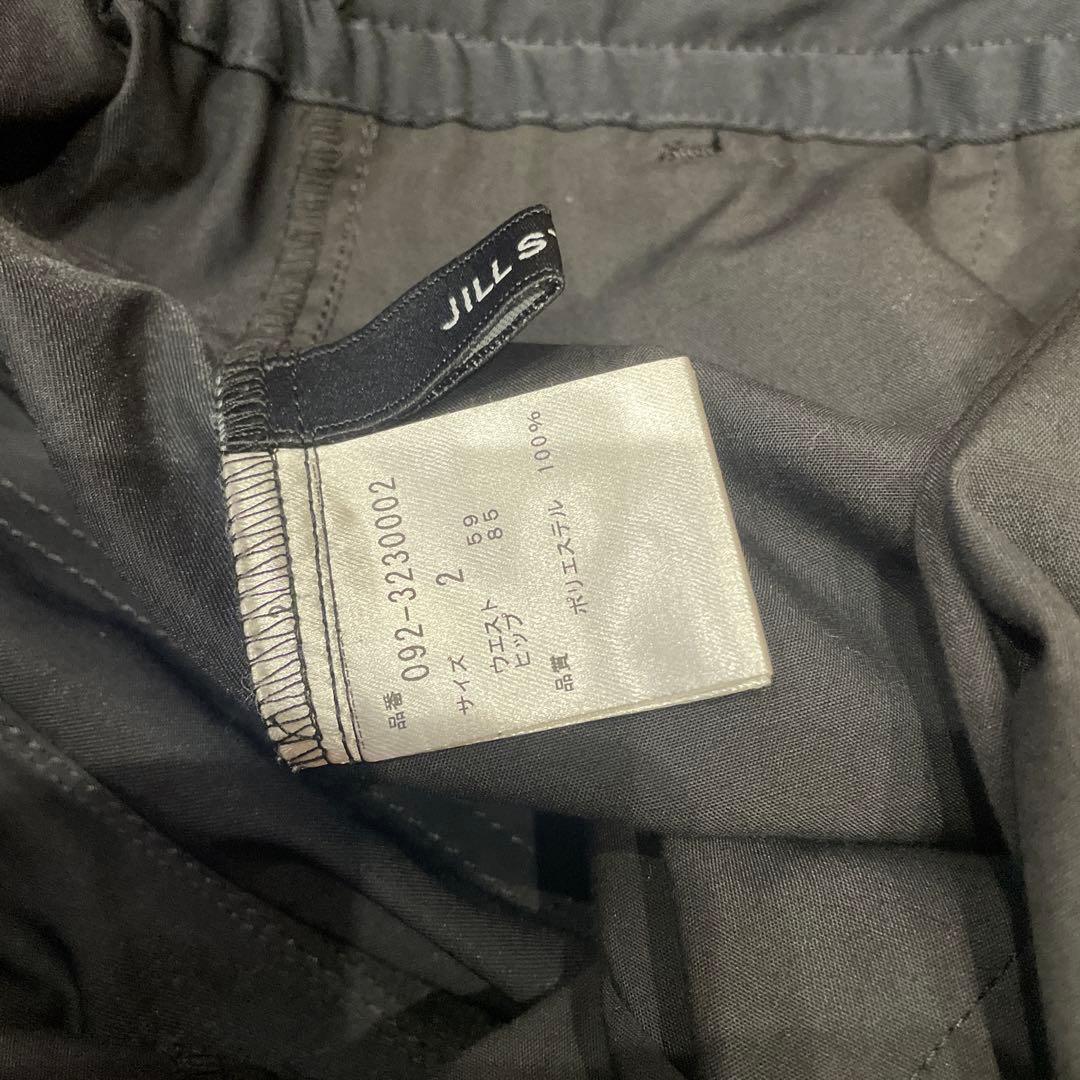 JILL S
品番
092-3230002
サイズ 2
ウエスト 59
ヒップ 85
品質
ポリエステル 100%